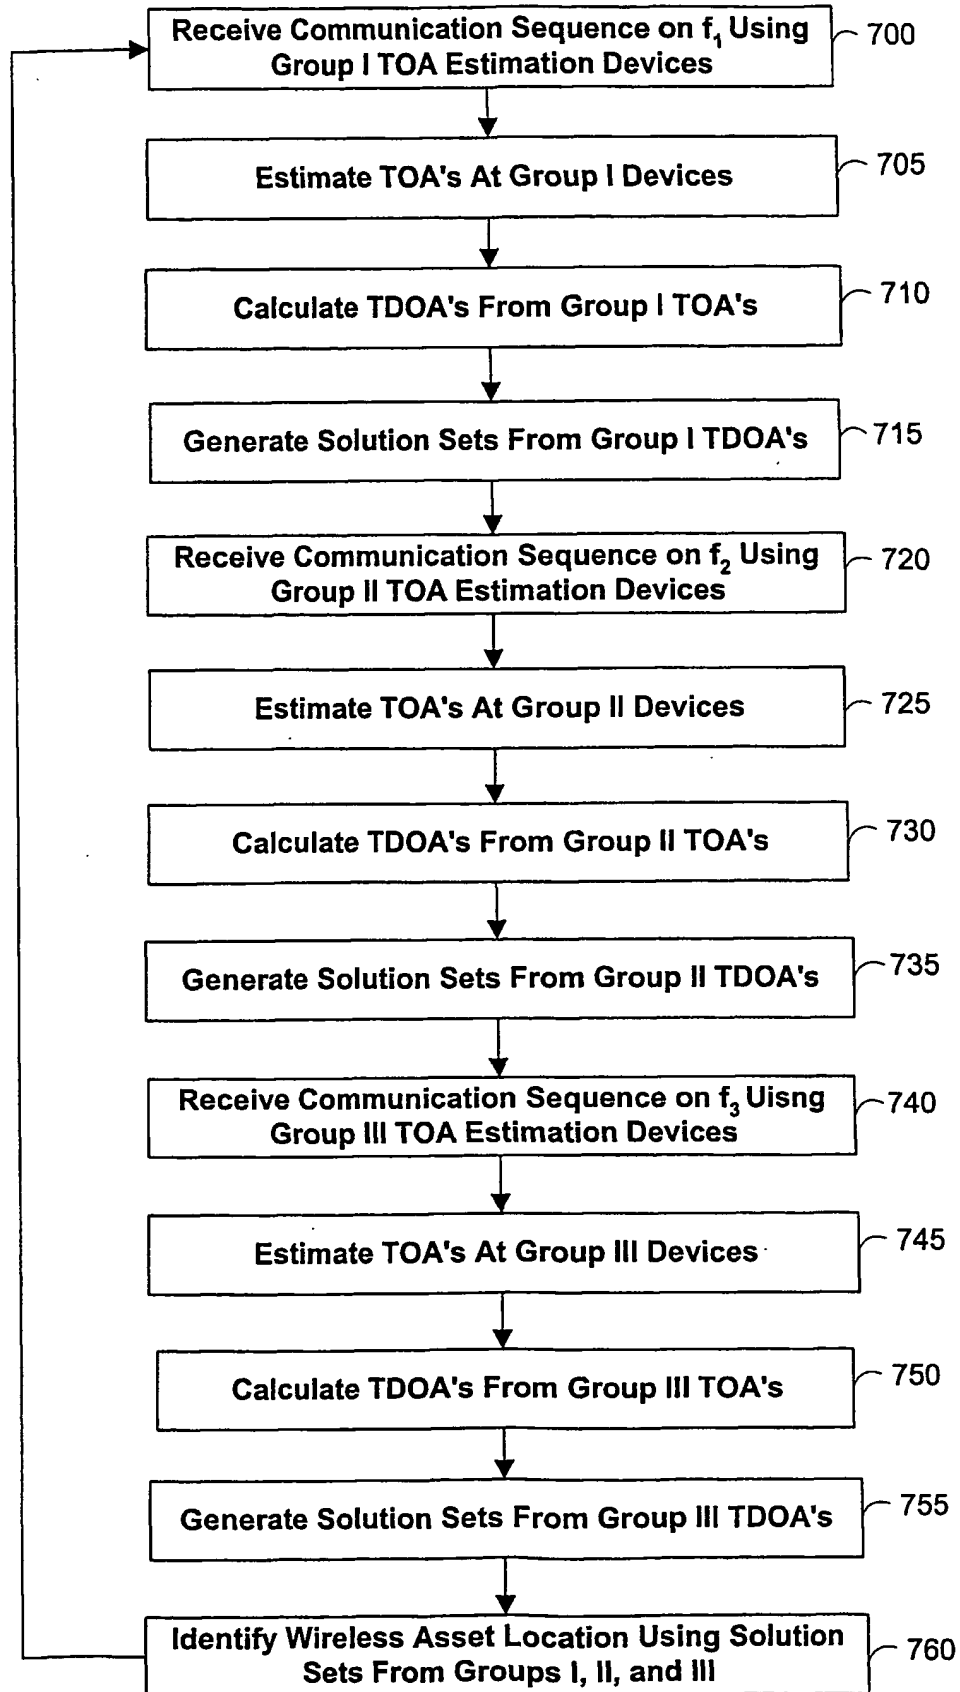 Receive Communication Sequence on f₁ Using
Group I TOA Estimation Devices
700
Estimate TOA's At Group I Devices
705
Calculate TDOA's From Group I TOA's
710
Generate Solution Sets From Group I TDOA's
715
Receive Communication Sequence on f₂ Using
Group II TOA Estimation Devices
720
Estimate TOA's At Group II Devices
725
Calculate TDOA's From Group II TOA's
730
Generate Solution Sets From Group II TDOA's
735
Receive Communication Sequence on f₃ Uisng
Group III TOA Estimation Devices
740
Estimate TOA's At Group III Devices
745
Calculate TDOA's From Group III TOA's
750
Generate Solution Sets From Group III TDOA's
755
Identify Wireless Asset Location Using Solution
Sets From Groups I, II, and III
760